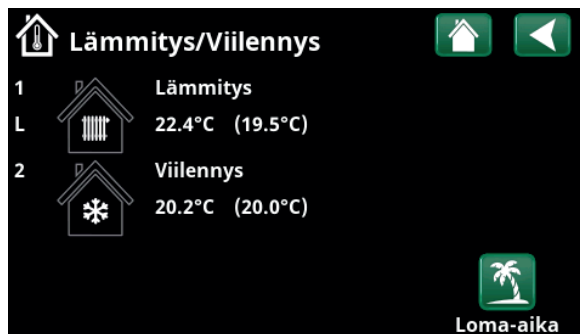 Lämmitys/Viilennys
1 Lämmitys
L 22.4°C (19.5°C)
2 Viilennys
20.2°C (20.0°C)
Loma-aika